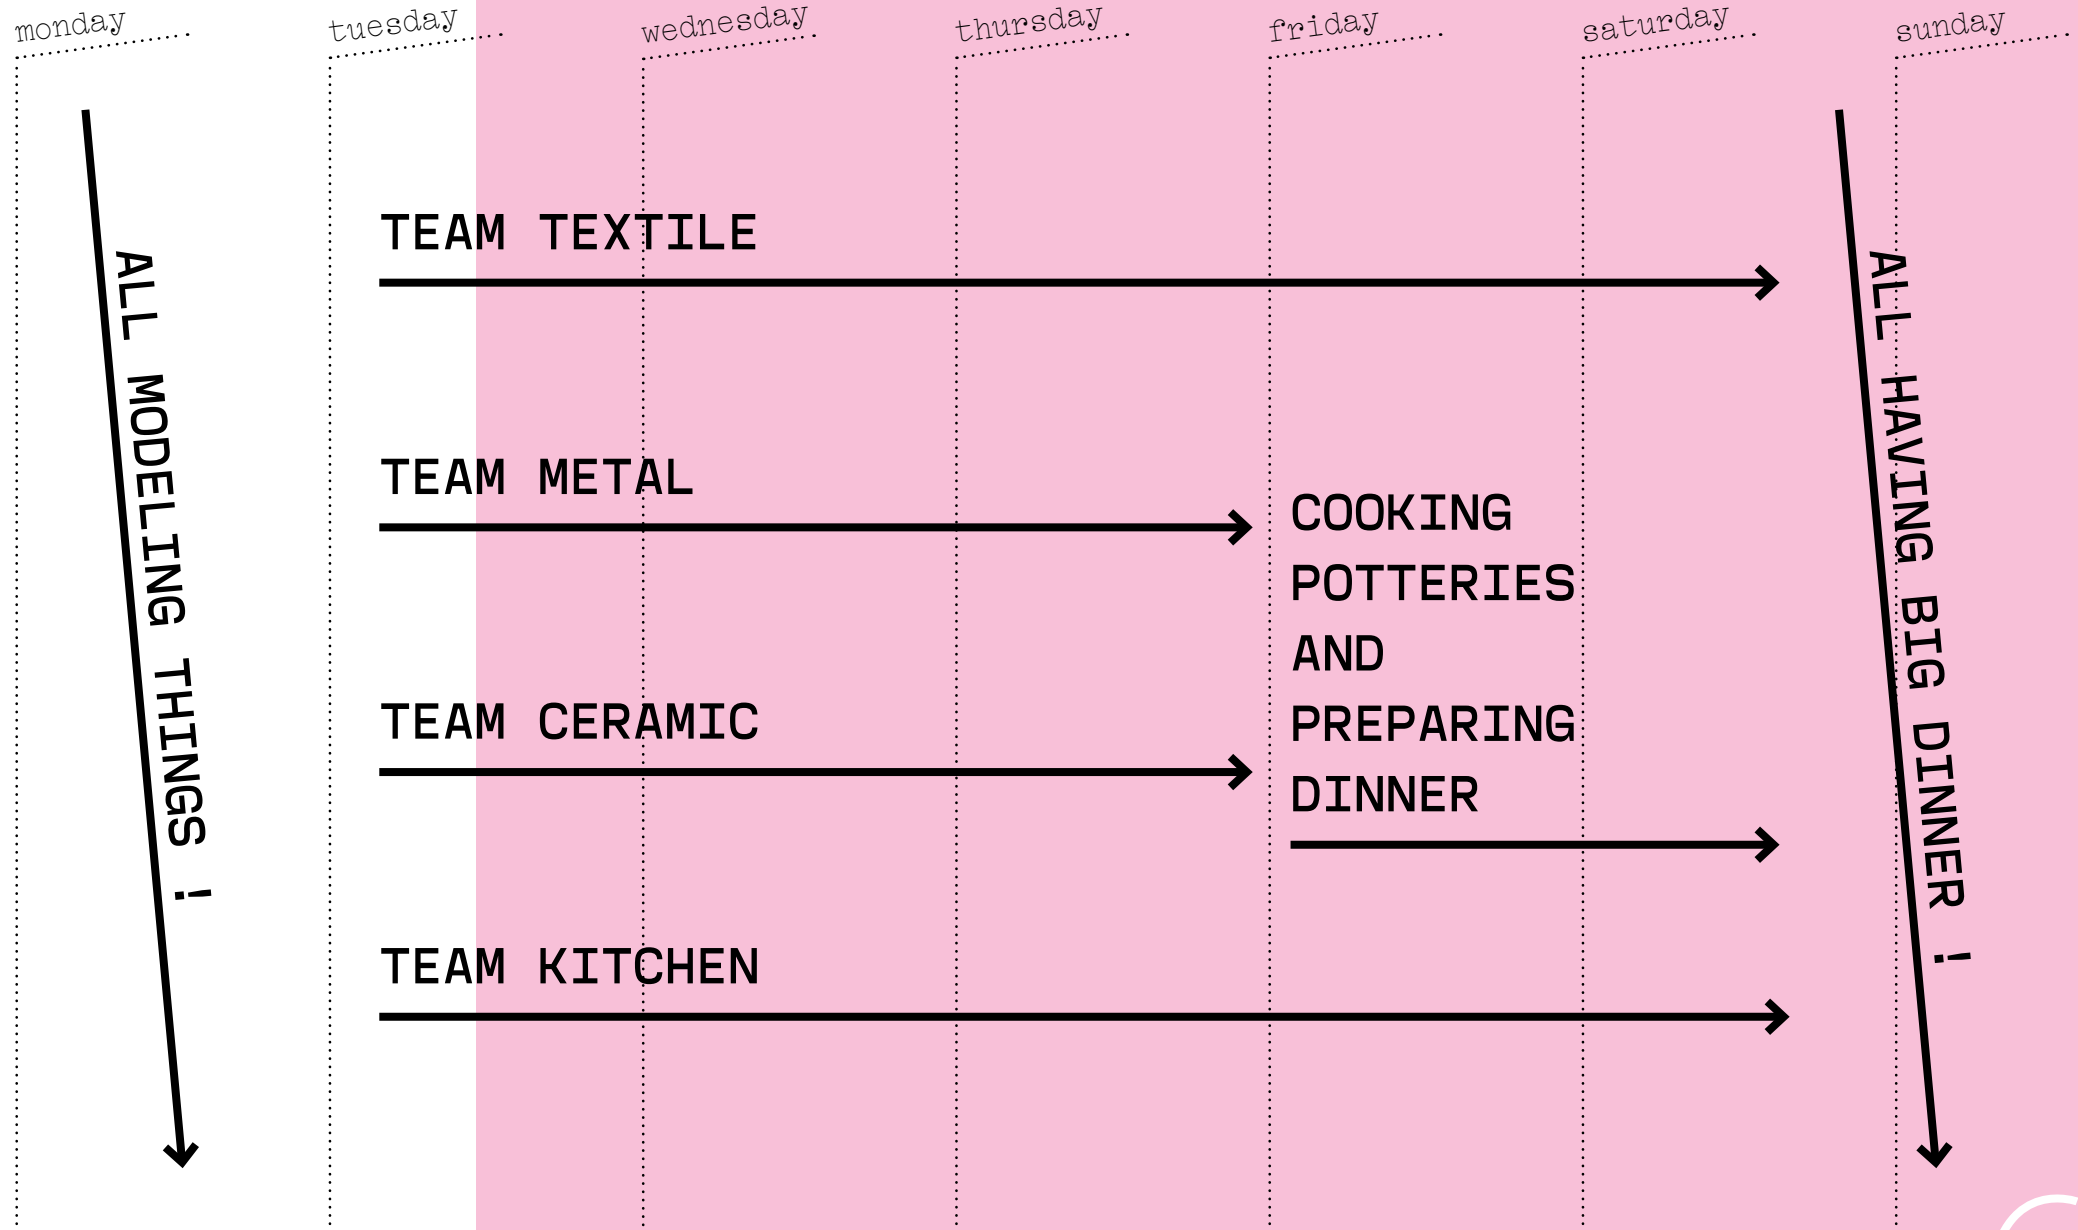 monday
tuesday
wednesday
thursday
friday
saturday
sunday
ALL MODELING THINGS !
TEAM TEXTILE
TEAM METAL
TEAM CERAMIC
TEAM KITCHEN
COOKING
POTTERIES
AND
PREPARING
DINNER
ALL HAVING BIG DINNER !